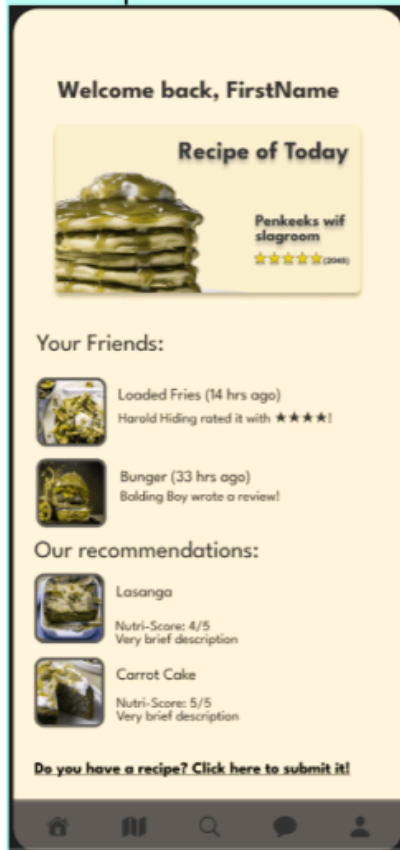 Welcome back, FirstName
Recipe of Today
Penkeeks wif
slagroom
★★★★★(2048)
Your Friends:
Loaded Fries (14 hrs ago)
Harold Hiding rated it with ★★★★!
Bunger (33 hrs ago)
Balding Boy wrote a review!
Our recommendations:
Lasanga
Nutri-Score: 4/5
Very brief description
Carrot Cake
Nutri-Score: 5/5
Very brief description
Do you have a recipe? Click here to submit it!